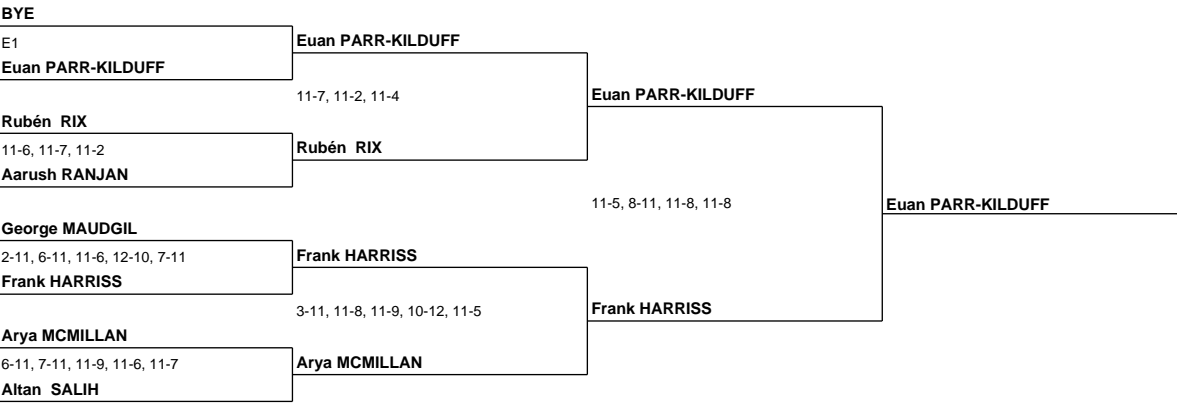 BYE
E1
Euan PARR-KILDUFF
Euan PARR-KILDUFF
11-7, 11-2, 11-4
Euan PARR-KILDUFF
Rubén RIX
11-6, 11-7, 11-2
Rubén RIX
Aarush RANJAN
11-5, 8-11, 11-8, 11-8
Euan PARR-KILDUFF
George MAUDGIL
2-11, 6-11, 11-6, 12-10, 7-11
Frank HARRISS
Frank HARRISS
3-11, 11-8, 11-9, 10-12, 11-5
Frank HARRISS
Arya MCMILLAN
6-11, 7-11, 11-9, 11-6, 11-7
Arya MCMILLAN
Altan SALIH